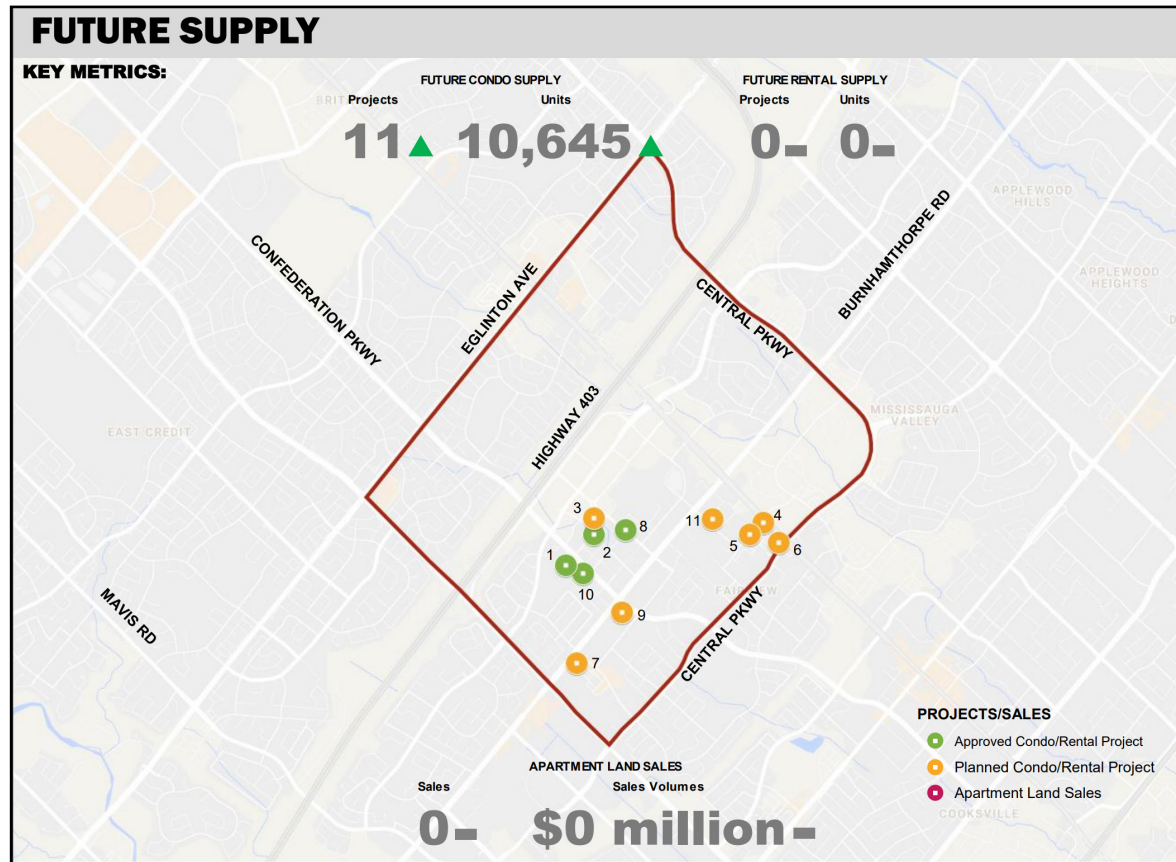 FUTURE SUPPLY
KEY METRICS:
FUTURE CONDO SUPPLY
FUTURE RENTAL SUPPLY
Projects
Units
Projects
Units
11
10,645
0-
0-
BRIT
APPLEWOOD
HILLS
BURNHAMTHORPE RD
CONFEDERATION PKWY
EGLINTON AVE
CENTRAL PKWY
APPLEWOOD
HEIGHTS
HIGHWAY 403
MISSISSAUGA
VALLEY
EAST CREDIT
3
8
2
11
4
5
6
1
10
FAIRVIEW
9
7
MAVIS RD
CENTRAL PKWY
PROJECTS/SALES
Approved Condo/Rental Project
Planned Condo/Rental Project
Apartment Land Sales
COOKSVILLE
APARTMENT LAND SALES
Sales
Sales Volumes
0-
$0 million-